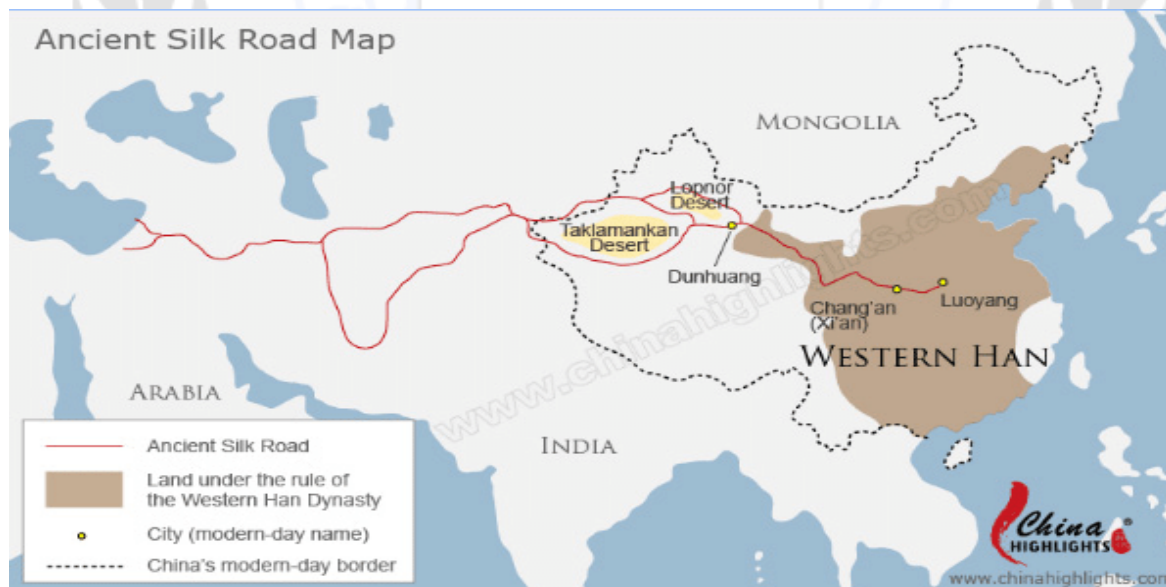 Ancient Silk Road Map
MONGOLIA
Lopnor
Desert
Taklamankan
Desert
Dunhuang
Chang'an
(Xi'an)
Luoyang
WESTERN HAN
ARABIA
INDIA
Ancient Silk Road
Land under the rule of
the Western Han Dynasty
City (modern-day name)
China's modern-day border
www.chinahighlights.com
China
HIGHLIGHTS
www.chinahighlights.com